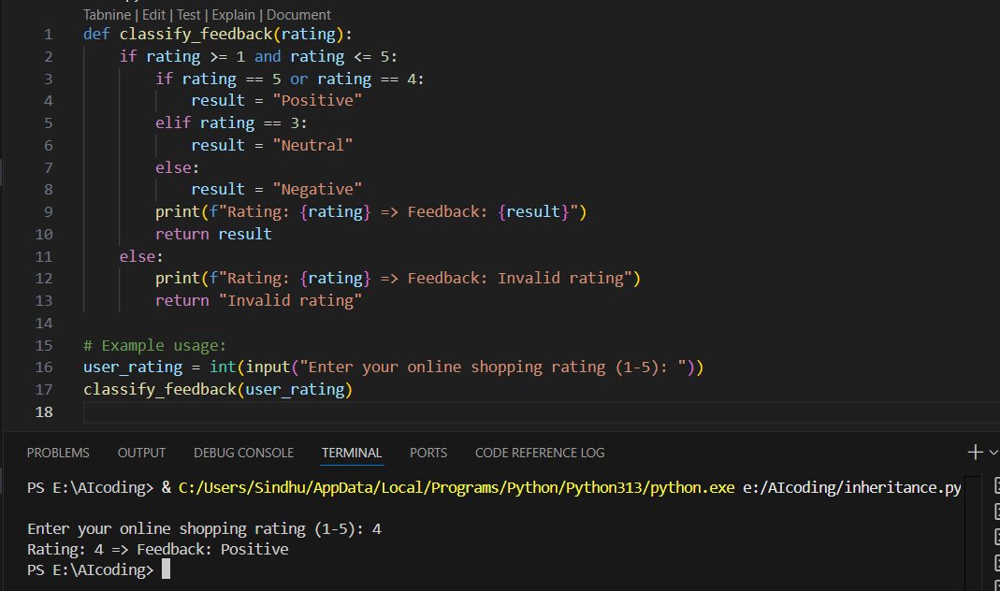 Tabnine | Edit | Test | Explain | Document
1 def classify_feedback(rating):
2     if rating >= 1 and rating <= 5:
3         if rating == 5 or rating == 4:
4             result = "Positive"
5         elif rating == 3:
6             result = "Neutral"
7         else:
8             result = "Negative"
9         print(f"Rating: {rating} => Feedback: {result}")
10         return result
11     else:
12         print(f"Rating: {rating} => Feedback: Invalid rating")
13         return "Invalid rating"
14
15 # Example usage:
16 user_rating = int(input("Enter your online shopping rating (1-5): "))
17 classify_feedback(user_rating)
18
PROBLEMS OUTPUT DEBUG CONSOLE TERMINAL PORTS CODE REFERENCE LOG
PS E:\AIcoding> & C:/Users/Sindhu/AppData/Local/Programs/Python/Python313/python.exe e:/AIcoding/inheritance.py
Enter your online shopping rating (1-5): 4
Rating: 4 => Feedback: Positive
PS E:\AIcoding>